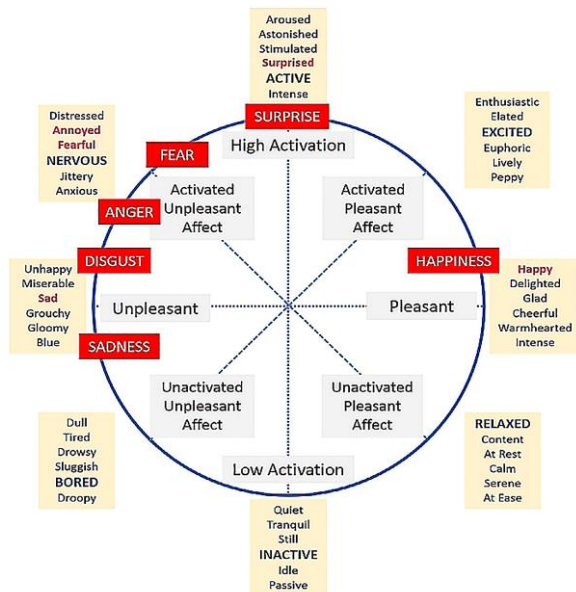 Aroused
Astonished
Stimulated
Surprised
ACTIVE
Intense
SURPRISE
High Activation
Enthusiastic
Elated
EXCITED
Euphoric
Lively
Peppy
Distressed
Annoyed
Fearful
NERVOUS
Jittery
Anxious
FEAR
ANGER
DISGUST
Activated
Unpleasant
Affect
Activated
Pleasant
Affect
HAPPINESS
Unhappy
Miserable
Sad
Grouchy
Gloomy
Blue
Unpleasant
Pleasant
Happy
Delighted
Glad
Cheerful
Warmhearted
Intense
SADNESS
Unactivated
Unpleasant
Affect
Unactivated
Pleasant
Affect
Dull
Tired
Drowsy
Sluggish
BORED
Droopy
RELAXED
Content
At Rest
Calm
Serene
At Ease
Low Activation
Quiet
Tranquil
Still
INACTIVE
Idle
Passive